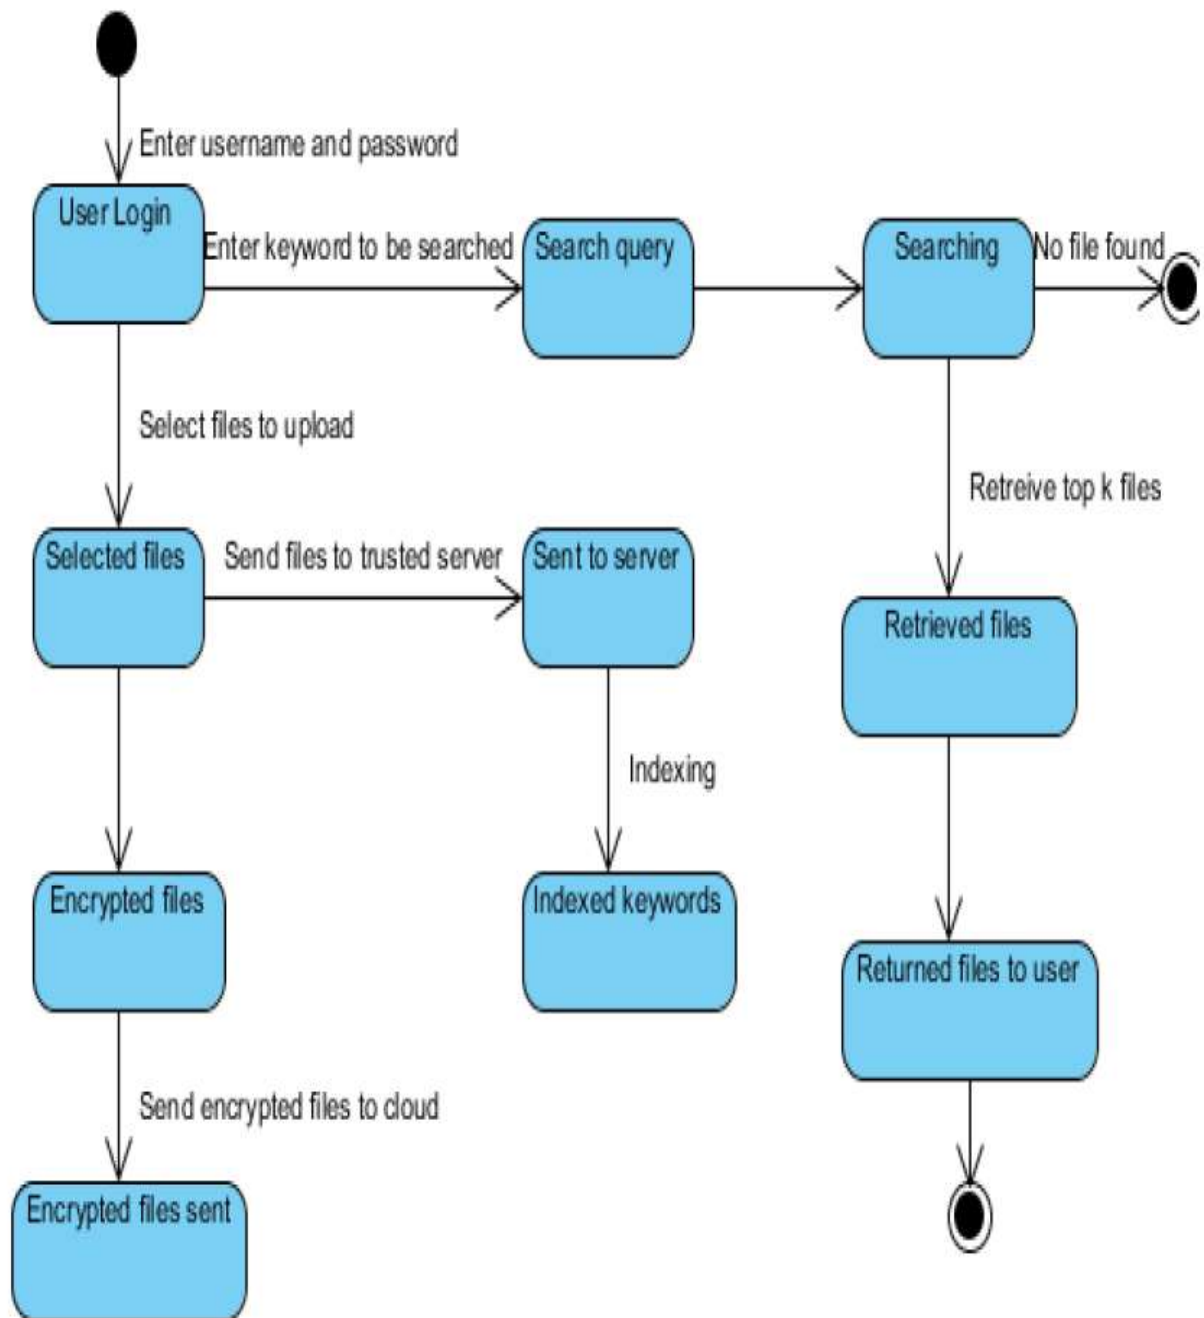 Enter username and password
User Login
Enter keyword to be searched
Search query
Searching
No file found
Select files to upload
Retreive top k files
Selected files
Send files to trusted server
Sent to server
Retrieved files
Indexing
Encrypted files
Indexed keywords
Returned files to user
Send encrypted files to cloud
Encrypted files sent